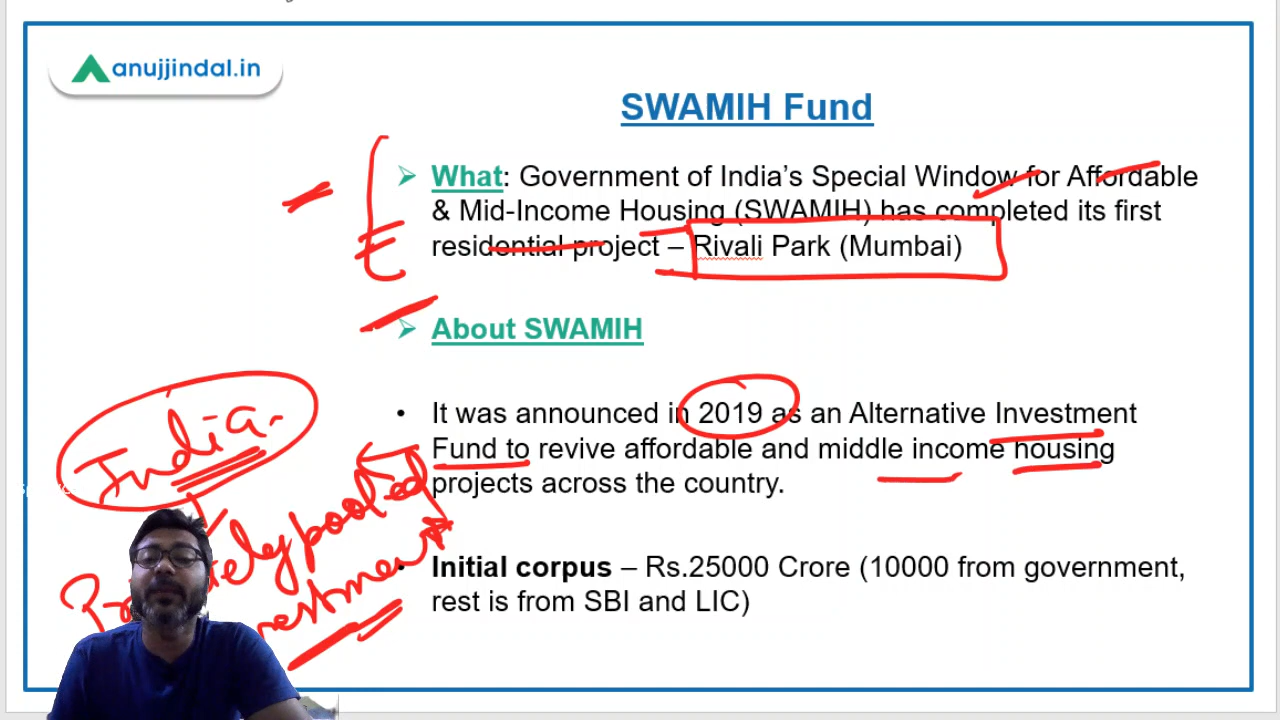 anujjindal.in
SWAMIH Fund
➢ What: Government of India’s Special Window for Affordable
& Mid-Income Housing (SWAMIH) has completed its first
residential project – Rivali Park (Mumbai)
➢ About SWAMIH
• It was announced in 2019 as an Alternative Investment
Fund to revive affordable and middle income housing
projects across the country.
• Initial corpus – Rs.25000 Crore (10000 from government,
rest is from SBI and LIC)
India
pooled